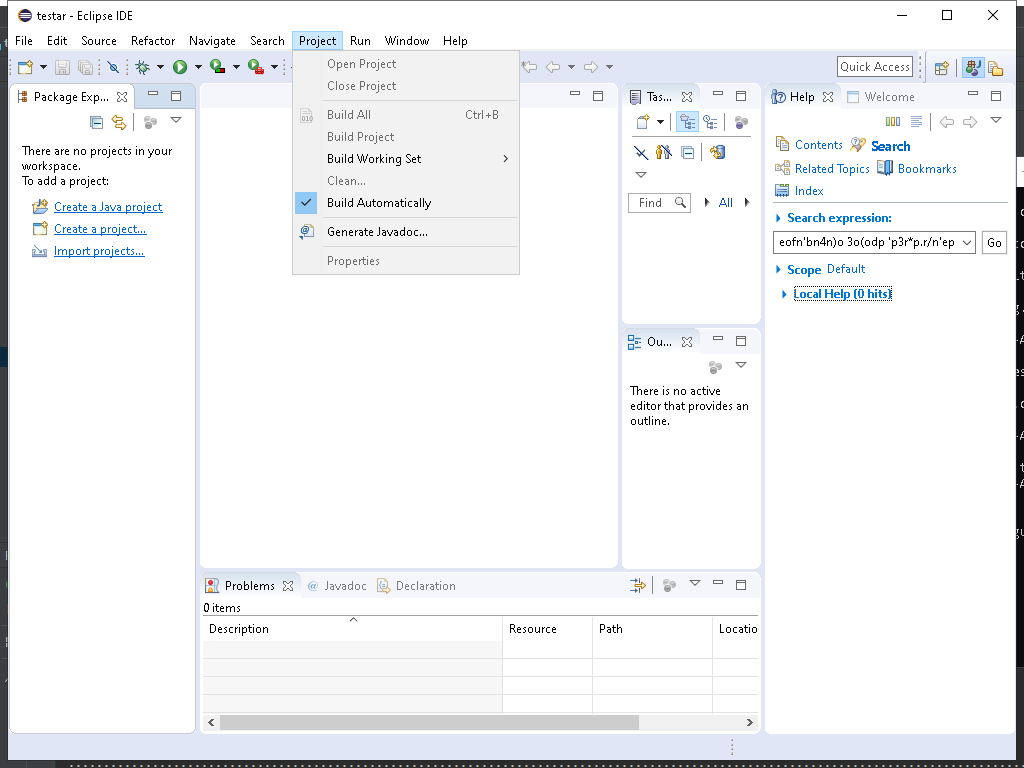 testar - Eclipse IDE
File Edit Source Refactor Navigate Search Project Run Window Help
Quick Access
Open Project
Close Project
Build All Ctrl+B
Build Project
Build Working Set
Clean...
Build Automatically
Generate Javadoc...
Properties
Package Exp...
There are no projects in your
workspace.
To add a project:
Create a Java project
Create a project...
Import projects...
Tas...
Find
All
Ou...
There is no active
editor that provides an
outline.
Help Welcome
Contents Search
Related Topics Bookmarks
Index
Search expression:
eofn'bn4n)o 3o(odp 'p3r*p.r/n'ep Go
Scope Default
Local Help (0 hits)
Problems @ Javadoc Declaration
0 items
Description Resource Path Locatio